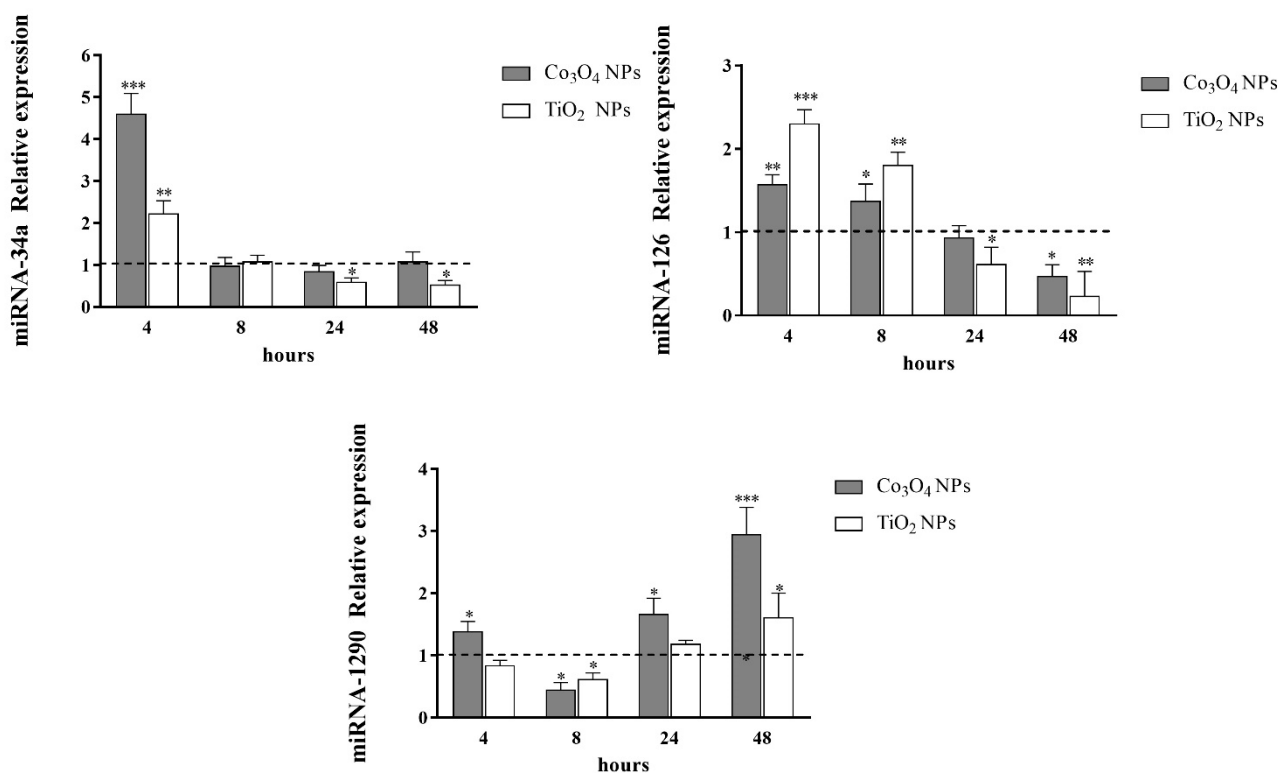 miRNA-34a Relative expression
6
5
4
3
2
1
0
***
**
*
*
4 8 24 48
hours
Co₃O₄ NPs
TiO₂ NPs
miRNA-126 Relative expression
3
2
1
0
**
***
*
**
*
*
**
4 8 24 48
hours
Co₃O₄ NPs
TiO₂ NPs
miRNA-1290 Relative expression
4
3
2
1
0
*
*
*
*
***
*
*
4 8 24 48
hours
Co₃O₄ NPs
TiO₂ NPs